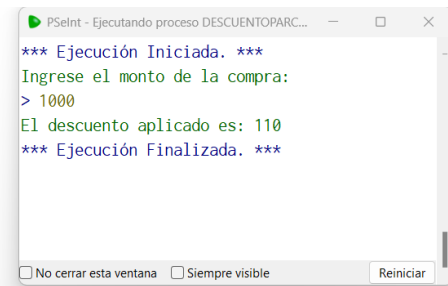 PSeInt - Ejecutando proceso DESCUENTOPARC...
*** Ejecución Iniciada. ***
Ingrese el monto de la compra:
> 1000
El descuento aplicado es: 110
*** Ejecución Finalizada. ***
No cerrar esta ventana Siempre visible Reiniciar